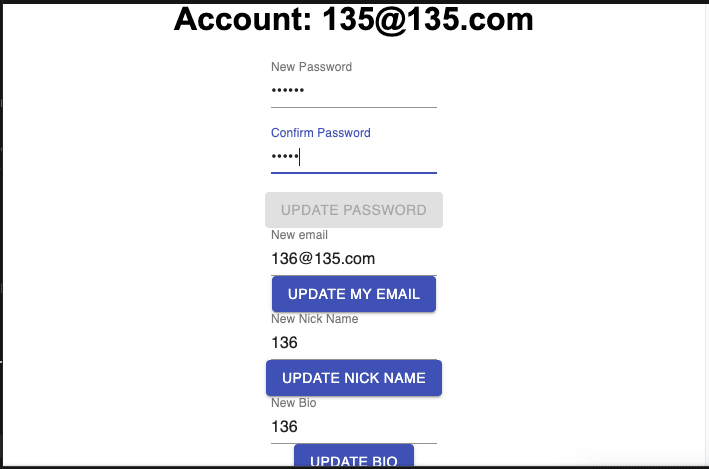 Account: 135@135.com
New Password
••••••
Confirm Password
•••••
UPDATE PASSWORD
New email
136@135.com
UPDATE MY EMAIL
New Nick Name
136
UPDATE NICK NAME
New Bio
136
UPDATE BIO